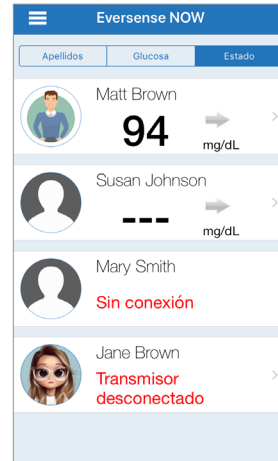 Eversense NOW
Apellidos Glucosa Estado
Matt Brown
94
mg/dL
Susan Johnson
---
mg/dL
Mary Smith
Sin conexión
Jane Brown
Transmisor
desconectado